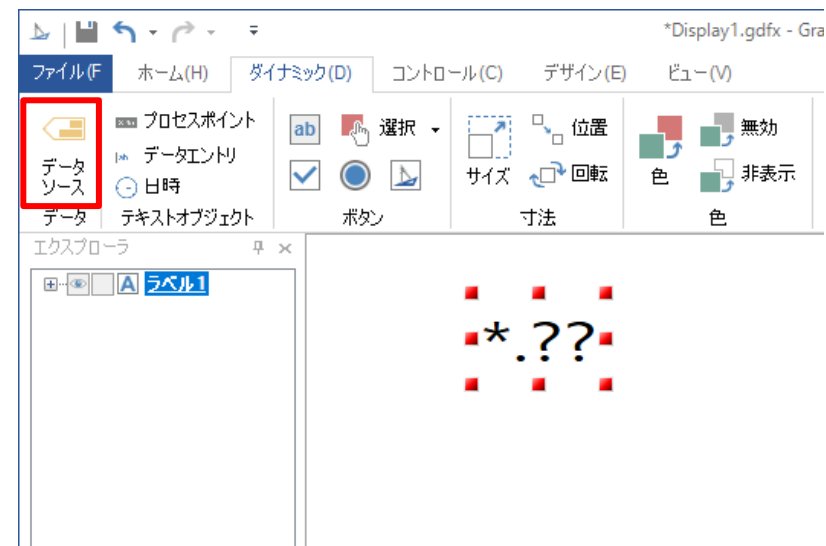 *Display1.gdfx - Gra
ファイル(F ホーム(H) ダイナミック(D) コントロール(C) デザイン(E) ビュー(V)
データ
ソース
プロセスポイント
データエントリ
日時
ab 選択
サイズ
位置
回転
色
無効
非表示
データ テキストオブジェクト ボタン 寸法 色
エクスプローラ
A ラベル1
*.??